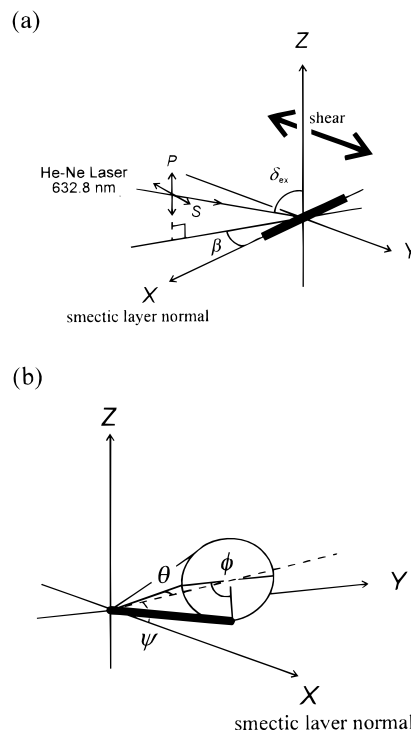 (a)
Z
shear
P
He-Ne Laser
632.8 nm
δex
S
β
Y
X
smectic layer normal
(b)
Z
θ
ϕ
Y
ψ
X
smectic layer normal